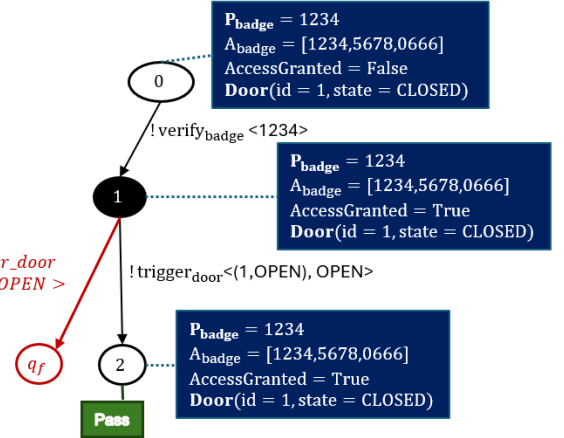 P_badge = 1234
A_badge = [1234,5678,0666]
AccessGranted = False
Door(id = 1, state = CLOSED)
0
! verify_badge <1234>
P_badge = 1234
A_badge = [1234,5678,0666]
AccessGranted = True
Door(id = 1, state = CLOSED)
1
r_door
OPEN >
! trigger_door<(1,OPEN), OPEN>
P_badge = 1234
A_badge = [1234,5678,0666]
AccessGranted = True
Door(id = 1, state = CLOSED)
q_f
2
Pass